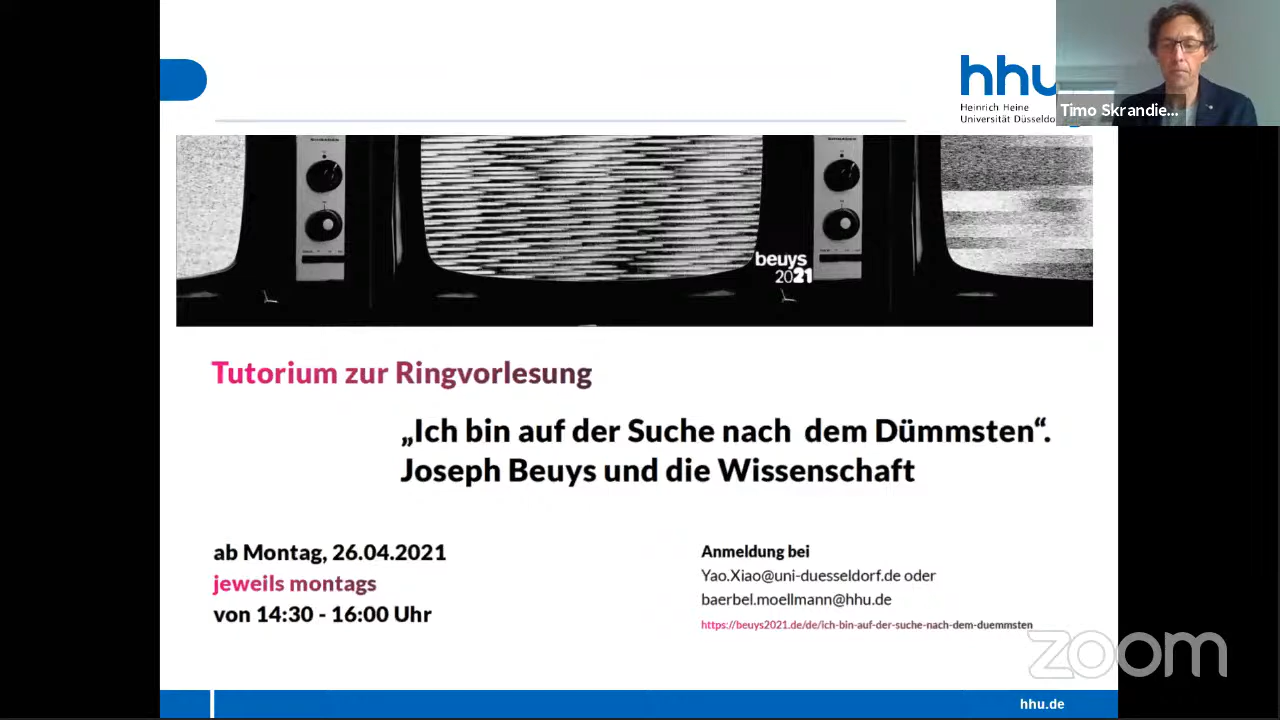 hhu
Heinrich Heine
Universität Düsseldo
Timo Skrandie...
beuys
2021
Tutorium zur Ringvorlesung
„Ich bin auf der Suche nach dem Dümmsten“.
Joseph Beuys und die Wissenschaft
ab Montag, 26.04.2021
jeweils montags
von 14:30 - 16:00 Uhr
Anmeldung bei
Yao.Xiao@uni-duesseldorf.de oder
baerbel.moellmann@hhu.de
https://beuys2021.de/de/ich-bin-auf-der-suche-nach-dem-duemmsten
zoom
hhu.de